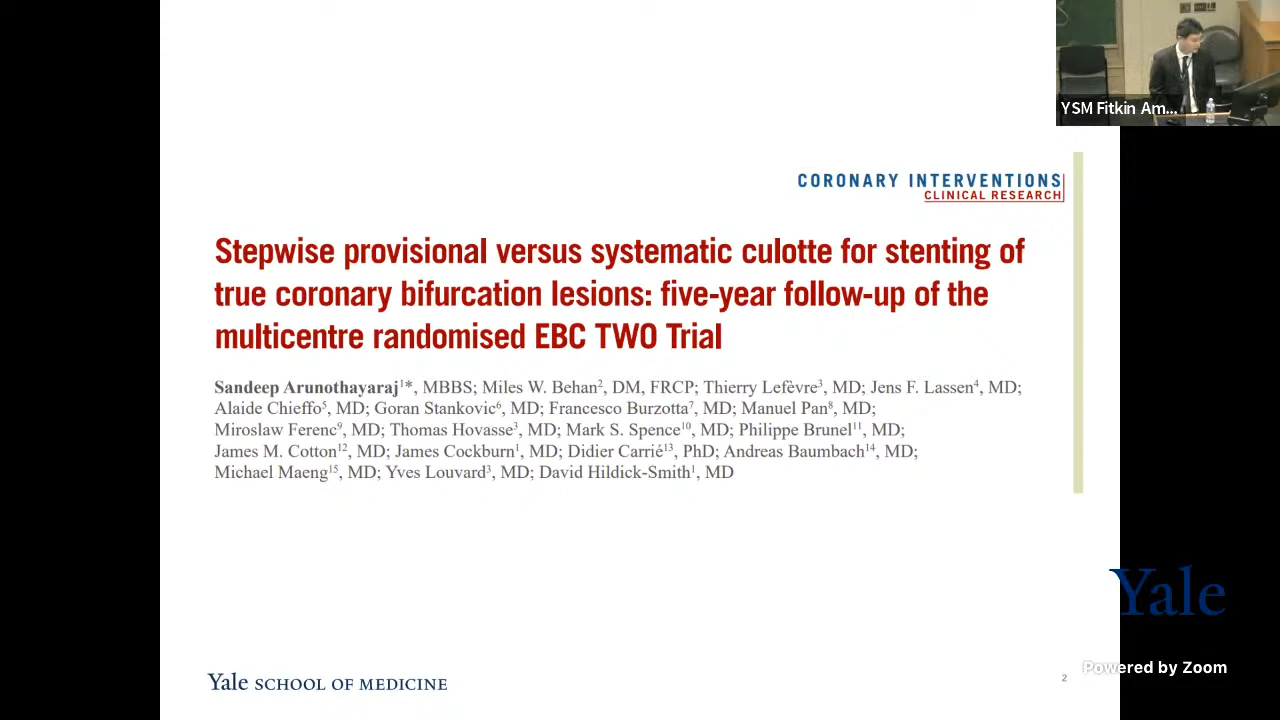 YSM Fitkin Am...
CORONARY INTERVENTIONS
CLINICAL RESEARCH
Stepwise provisional versus systematic culotte for stenting of
true coronary bifurcation lesions: five-year follow-up of the
multicentre randomised EBC TWO Trial
Sandeep Arunothayaraj1*, MBBS; Miles W. Behan2, DM, FRCP; Thierry Lefèvre3, MD; Jens F. Lassen4, MD;
Alaide Chieffo5, MD; Goran Stankovic6, MD; Francesco Burzotta7, MD; Manuel Pan8, MD;
Miroslaw Ferenc9, MD; Thomas Hovasse3, MD; Mark S. Spence10, MD; Philippe Brunel11, MD;
James M. Cotton12, MD; James Cockburn1, MD; Didier Carrié13, PhD; Andreas Baumbach14, MD;
Michael Maeng15, MD; Yves Louvard3, MD; David Hildick-Smith1, MD
Yale
Powered by Zoom
Yale SCHOOL OF MEDICINE
2